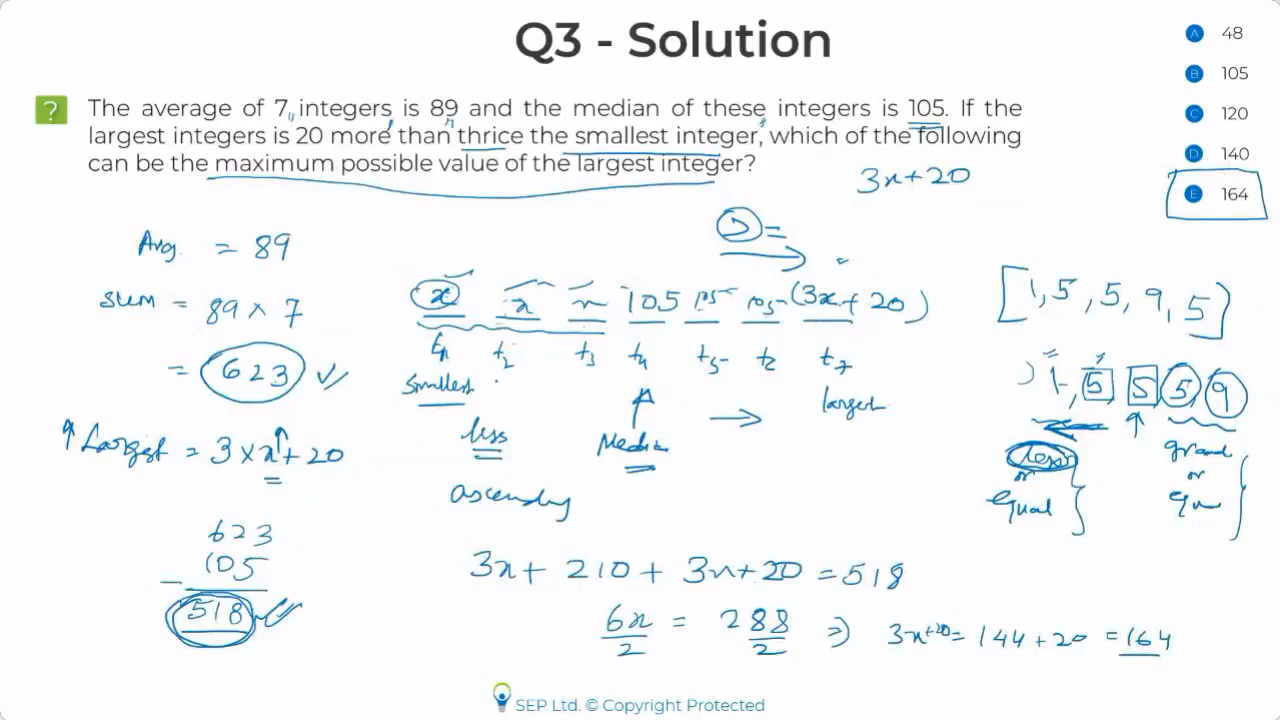 Q3 - Solution
? The average of 7 integers is 89 and the median of these integers is 105. If the
largest integers is 20 more than thrice the smallest integer, which of the following
can be the maximum possible value of the largest integer?
A 48
B 105
C 120
D 140
E 164
3x+20
Avg. = 89
Sum = 89 × 7
= 623
Largest = 3 × x + 20
623
- 105
518
x x x 105 105 105 (3x + 20)
t1 t2 t3 t4 t5 t6 t7
smallest
largest
less
Median
ascending
[1, 5, 5, 9, 5]
1, 5 5 5, 9
less
or
equal
or
3x + 210 + 3x + 20 = 518
6x/2 = 288/2 ⇒ 3x+20 = 144 + 20 = 164
SEP Ltd. © Copyright Protected